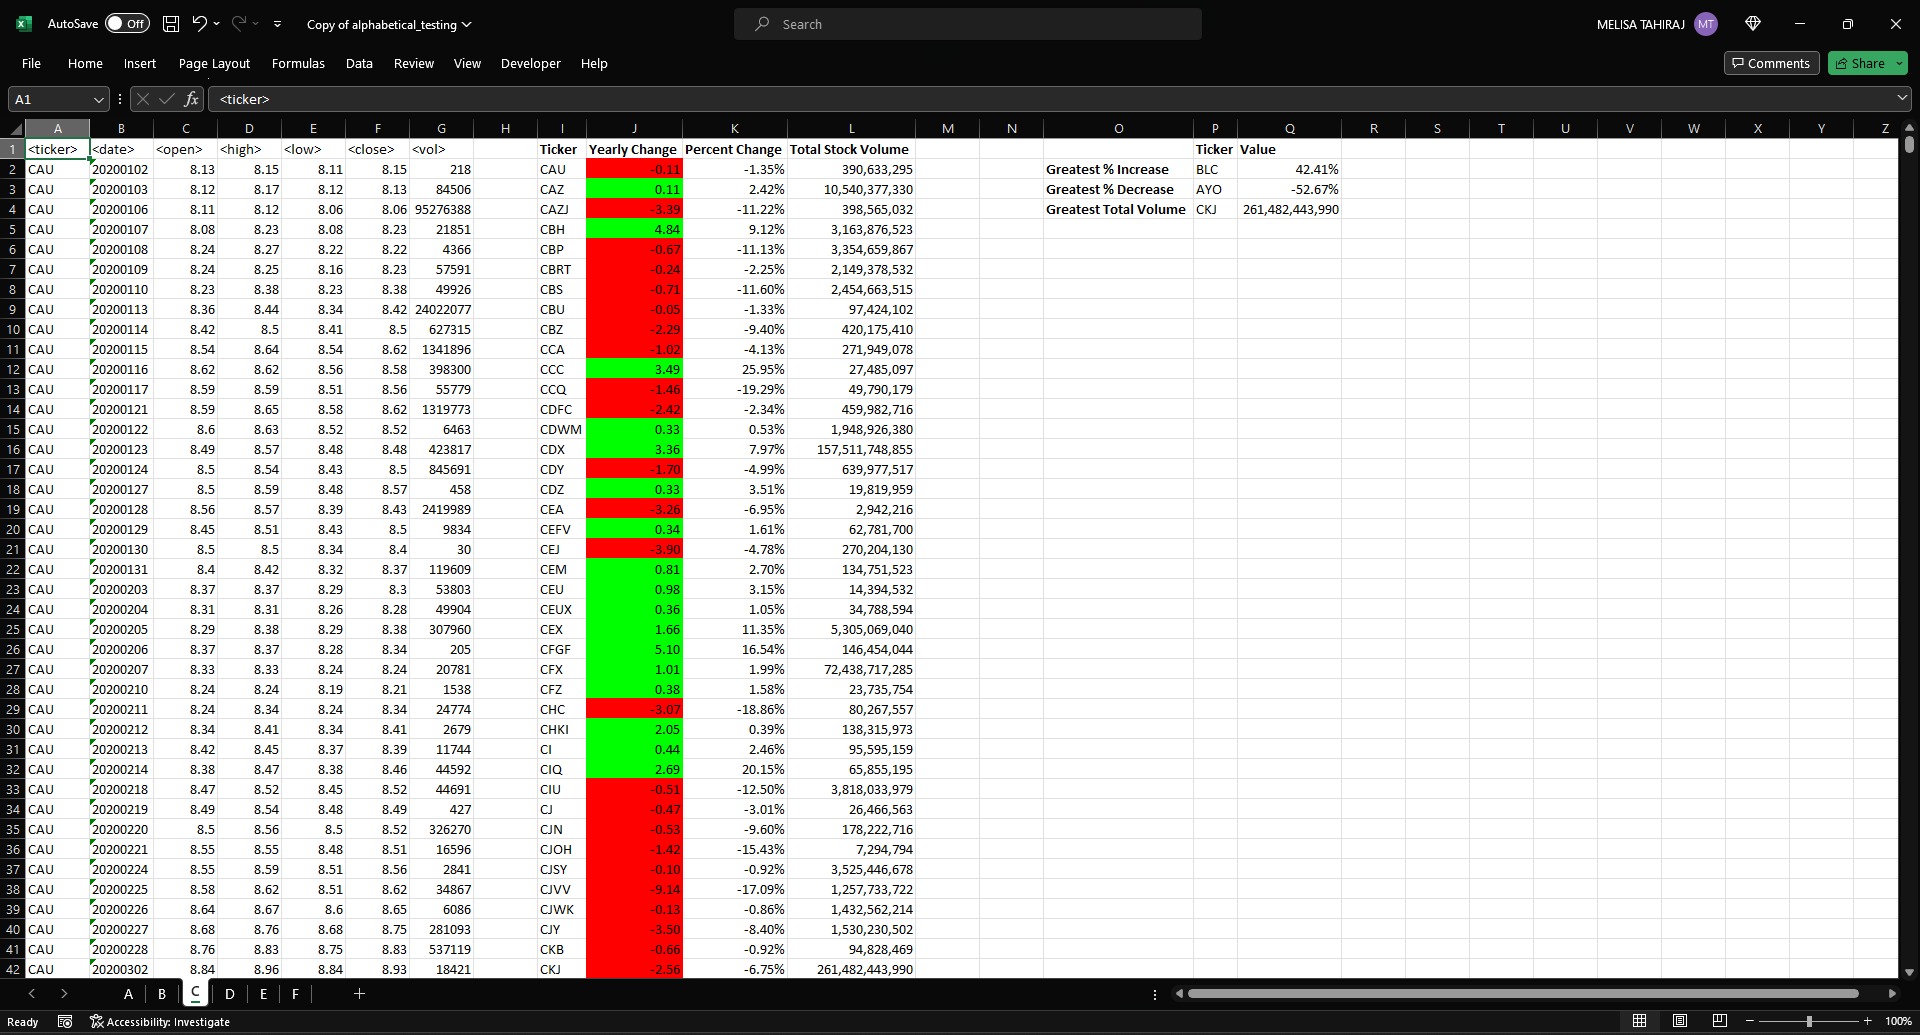 AutoSave Off Copy of alphabetical_testing Search MELISA TAHIRAJ MT
File Home Insert Page Layout Formulas Data Review View Developer Help Comments Share
A1 fx <ticker>
A B C D E F G H I J K L M N O P Q R S T U V W X Y Z
1 <ticker> <date> <open> <high> <low> <close> <vol> Ticker Yearly Change Percent Change Total Stock Volume Ticker Value
2 CAU 20200102 8.13 8.15 8.11 8.15 218 CAU -0.11 -1.35% 390,633,295 Greatest % Increase BLC 42.41%
3 CAU 20200103 8.12 8.17 8.12 8.13 84506 CAZ 0.11 2.42% 10,540,377,330 Greatest % Decrease AYO -52.67%
4 CAU 20200106 8.11 8.12 8.06 8.06 95276388 CAZJ -3.39 -11.22% 398,565,032 Greatest Total Volume CKJ 261,482,443,990
5 CAU 20200107 8.08 8.23 8.08 8.23 21851 CBH 4.84 9.12% 3,163,876,523
6 CAU 20200108 8.24 8.27 8.22 8.22 4366 CBP -0.67 -11.13% 3,354,659,867
7 CAU 20200109 8.24 8.25 8.16 8.23 57591 CBRT -0.24 -2.25% 2,149,378,532
8 CAU 20200110 8.23 8.38 8.23 8.38 49926 CBS -0.71 -11.60% 2,454,663,515
9 CAU 20200113 8.36 8.44 8.34 8.42 24022077 CBU -0.05 -1.33% 97,424,102
10 CAU 20200114 8.42 8.5 8.41 8.5 627315 CBZ -2.29 -9.40% 420,175,410
11 CAU 20200115 8.54 8.64 8.54 8.62 1341896 CCA -1.02 -4.13% 271,949,078
12 CAU 20200116 8.62 8.62 8.56 8.58 398300 CCC 3.49 25.95% 27,485,097
13 CAU 20200117 8.59 8.59 8.51 8.56 55779 CCQ -1.46 -19.29% 49,790,179
14 CAU 20200121 8.59 8.65 8.58 8.62 1319773 CDFC -2.42 -2.34% 459,982,716
15 CAU 20200122 8.6 8.63 8.52 8.52 6463 CDWM 0.33 0.53% 1,948,926,380
16 CAU 20200123 8.49 8.57 8.48 8.48 423817 CDX 3.36 7.97% 157,511,748,855
17 CAU 20200124 8.5 8.54 8.43 8.5 845691 CDY -1.70 -4.99% 639,977,517
18 CAU 20200127 8.5 8.59 8.48 8.57 458 CDZ 0.33 3.51% 19,819,959
19 CAU 20200128 8.56 8.57 8.39 8.43 2419989 CEA -3.26 -6.95% 2,942,216
20 CAU 20200129 8.45 8.51 8.43 8.5 9834 CEFV 0.34 1.61% 62,781,700
21 CAU 20200130 8.5 8.5 8.34 8.4 30 CEJ -3.90 -4.78% 270,204,130
22 CAU 20200131 8.4 8.42 8.32 8.37 119609 CEM 0.81 2.70% 134,751,523
23 CAU 20200203 8.37 8.37 8.29 8.3 53803 CEU 0.98 3.15% 14,394,532
24 CAU 20200204 8.31 8.31 8.26 8.28 49904 CEUX 0.36 1.05% 34,788,594
25 CAU 20200205 8.29 8.38 8.29 8.38 307960 CEX 1.66 11.35% 5,305,069,040
26 CAU 20200206 8.37 8.37 8.28 8.34 205 CFGF 5.10 16.54% 146,454,044
27 CAU 20200207 8.33 8.33 8.24 8.24 20781 CFX 1.01 1.99% 72,438,717,285
28 CAU 20200210 8.24 8.24 8.19 8.21 1538 CFZ 0.38 1.58% 23,735,754
29 CAU 20200211 8.24 8.34 8.24 8.34 24774 CHC -3.07 -18.86% 80,267,557
30 CAU 20200212 8.34 8.41 8.34 8.41 2679 CHKI 2.05 0.39% 138,315,973
31 CAU 20200213 8.42 8.45 8.37 8.39 11744 CI 0.44 2.46% 95,595,159
32 CAU 20200214 8.38 8.47 8.38 8.46 44592 CIQ 2.69 20.15% 65,855,195
33 CAU 20200218 8.47 8.52 8.45 8.52 44691 CIU -0.51 -12.50% 3,818,033,979
34 CAU 20200219 8.49 8.54 8.48 8.49 427 CJ -0.47 -3.01% 26,466,563
35 CAU 20200220 8.5 8.56 8.5 8.52 326270 CJN -0.53 -9.60% 178,222,716
36 CAU 20200221 8.55 8.55 8.48 8.51 16596 CJOH -1.42 -15.43% 7,294,794
37 CAU 20200224 8.55 8.59 8.51 8.56 2841 CJSY -0.10 -0.92% 3,525,446,678
38 CAU 20200225 8.58 8.62 8.51 8.62 34867 CJVV -9.14 -17.09% 1,257,733,722
39 CAU 20200226 8.64 8.67 8.6 8.65 6086 CJWK -0.13 -0.86% 1,432,562,214
40 CAU 20200227 8.68 8.76 8.68 8.75 281093 CJY -3.50 -8.40% 1,530,230,502
41 CAU 20200228 8.76 8.83 8.75 8.83 537119 CKB -0.66 -0.92% 94,828,469
42 CAU 20200302 8.84 8.96 8.84 8.93 18421 CKJ -2.56 -6.75% 261,482,443,990
A B C D E F
Ready Accessibility: Investigate 100%